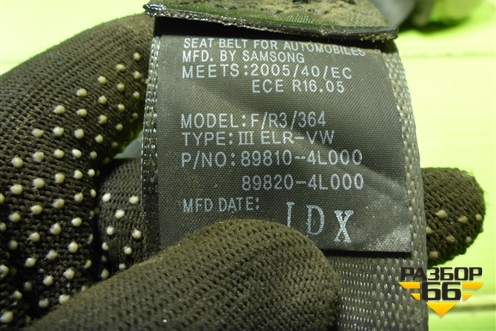 SEAT BELT FOR AUTOMOBILES
MFD. BY SAMSONG
MEETS:2005/40/EC
ECE R16.05
MODEL:F/R3/364
TYPE:III ELR-VW
P/NO:89810-4L000
89820-4L000
MFD DATE:
IDX
РАЗБОР
66